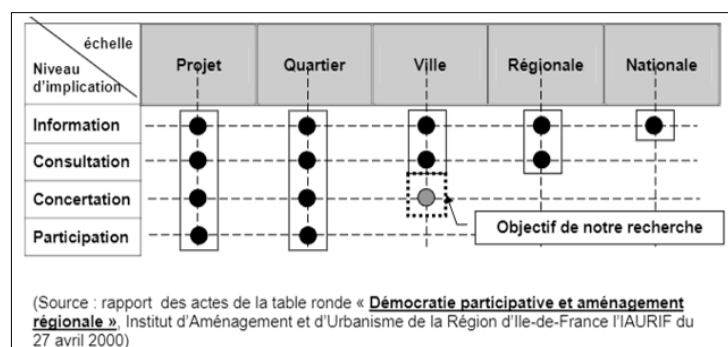 échelle
Niveau d'implication
Projet Quartier Ville Régionale Nationale
Information
Consultation
Concertation
Participation
Objectif de notre recherche
(Source : rapport des actes de la table ronde « Démocratie participative et aménagement
régionale », Institut d'Aménagement et d'Urbanisme de la Région d'Ile-de-France l'IAURIF du
27 avril 2000)